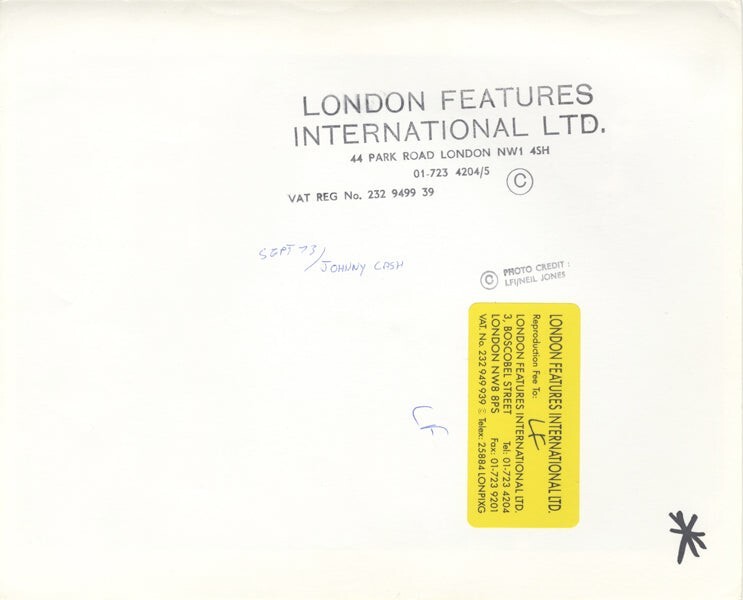 LONDON FEATURES
INTERNATIONAL LTD.
44 PARK ROAD LONDON NW1 4SH
01-723 4204/5 ©
VAT REG No. 232 9499 39
SEPT 73/
JOHNNY CASH
© PHOTO CREDIT :
LFI/NEIL JONES
LONDON FEATURES INTERNATIONAL LTD.
Reproduction Fee To: LF
LONDON FEATURES INTERNATIONAL LTD.
3, BOSCOBEL STREET Tel: 01-723 4204
LONDON NW8 8PS Fax: 01-723 9201
VAT. No. 232 949 939 Telex: 25884 LONPIXG